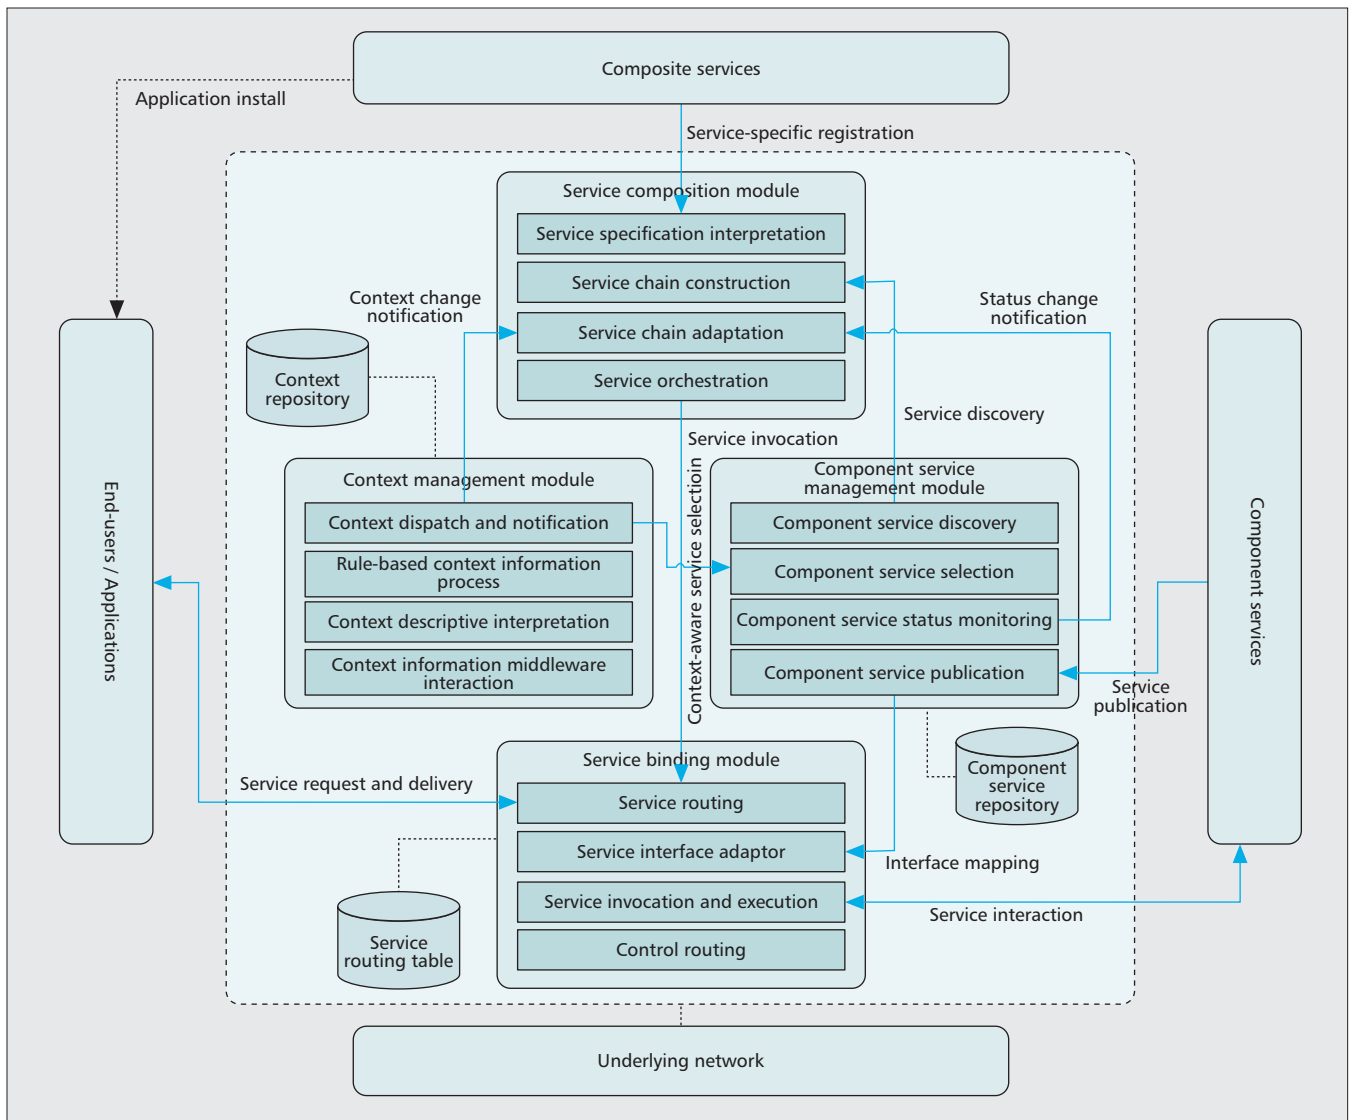 Composite services
Application install
Service-specific registration
Service composition module
Service specification interpretation
Service chain construction
Context change
notification
Status change
notification
Service chain adaptation
Context
repository
Service orchestration
Service discovery
Service invocation
Context management module
Component service
management module
Context dispatch and notification
Component service discovery
Rule-based context information
process
Component service selection
Context descriptive interpretation
Component service status monitoring
Context information middleware
interaction
Component service publication
Context-aware service selectioin
End-users / Applications
Component services
Service
publication
Service binding module
Component
service
repository
Service request and delivery
Service routing
Service interface adaptor
Interface mapping
Service invocation and execution
Service interaction
Service
routing table
Control routing
Underlying network